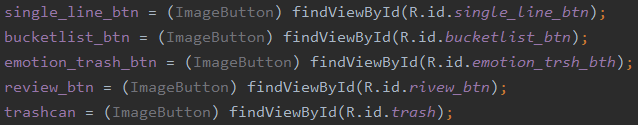 single_line_btn = (ImageButton) findViewById(R.id.single_line_btn);
bucketlist_btn = (ImageButton) findViewById(R.id.bucketlist_btn);
emotion_trash_btn = (ImageButton) findViewById(R.id.emotion_trsh_bth);
review_btn = (ImageButton) findViewById(R.id.rivew_btn);
trashcan = (ImageButton) findViewById(R.id.trash);